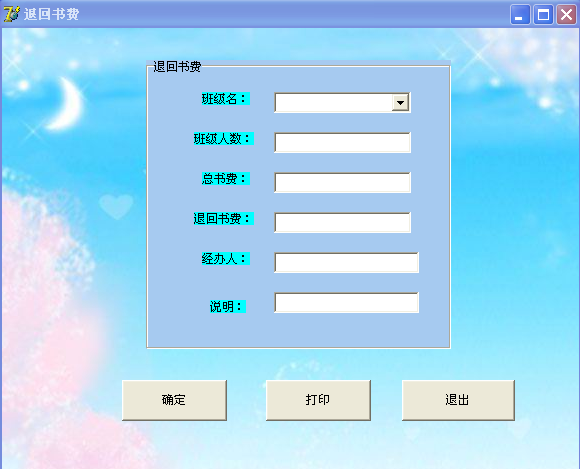 退回书费
退回书费
班级名：
班级人数：
总书费：
退回书费：
经办人：
说明：
确定
打印
退出